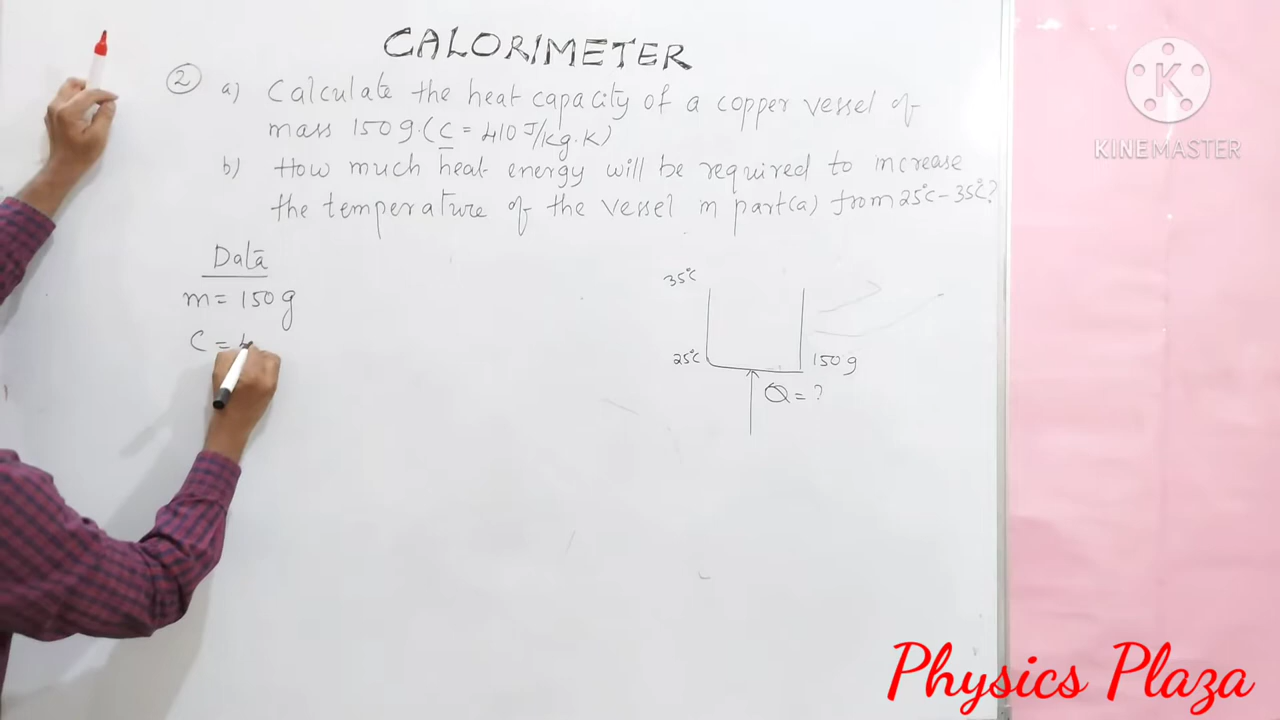 CALORIMETER
K
KINEMASTER
2 a) Calculate the heat capacity of a copper vessel of
mass 150g. (C = 410 J/kg.K)
b) How much heat energy will be required to increase
the temperature of the vessel in part(a) from 25°C-35°C?
Data
m = 150 g
C = 4
35°C
25°C
150 g
Q = ?
Physics Plaza